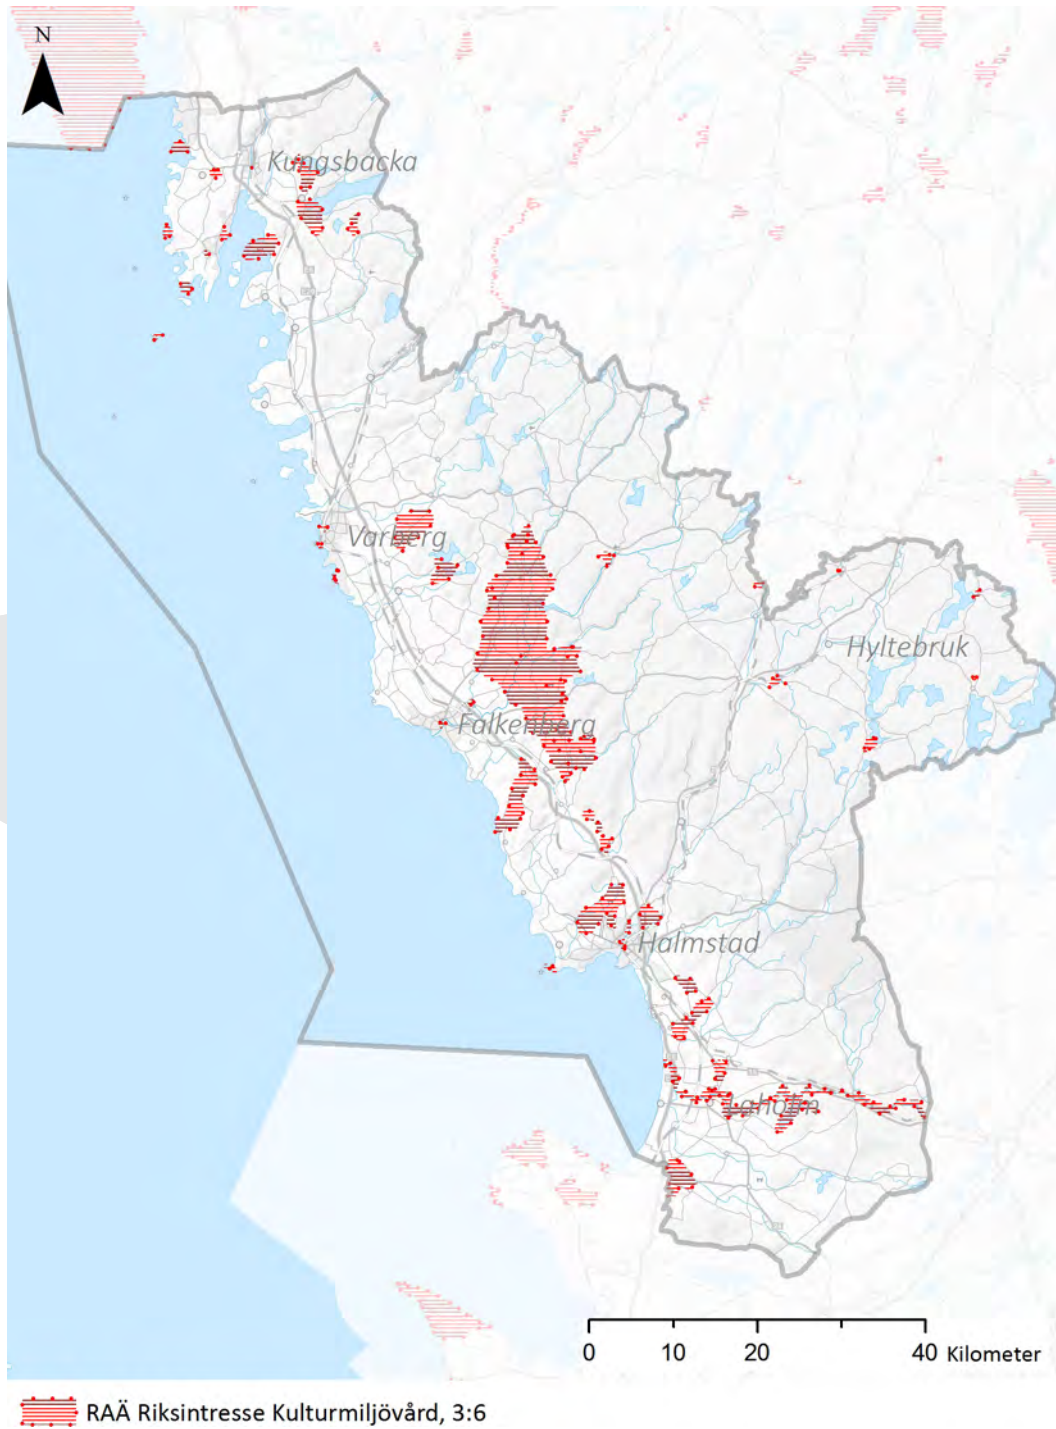 N
Kungsbacka
Varberg
Hyltebruk
Falkenberg
Halmstad
Laholm
0 10 20 40 Kilometer
RAÄ Riksintresse Kulturmiljövård, 3:6